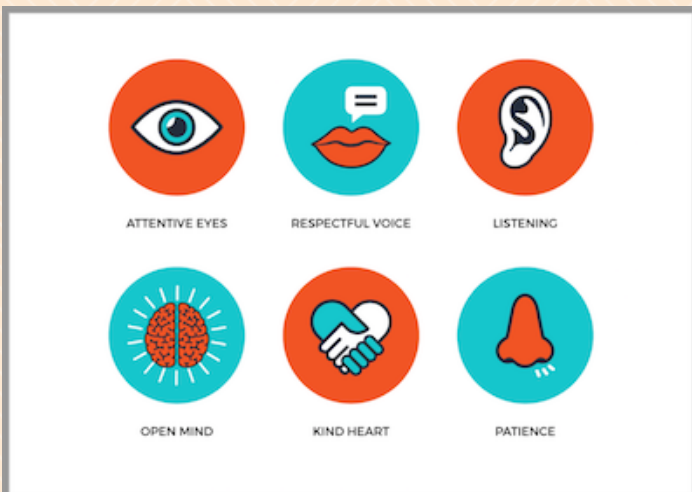 ATTENTIVE EYES
RESPECTFUL VOICE
LISTENING
OPEN MIND
KIND HEART
PATIENCE